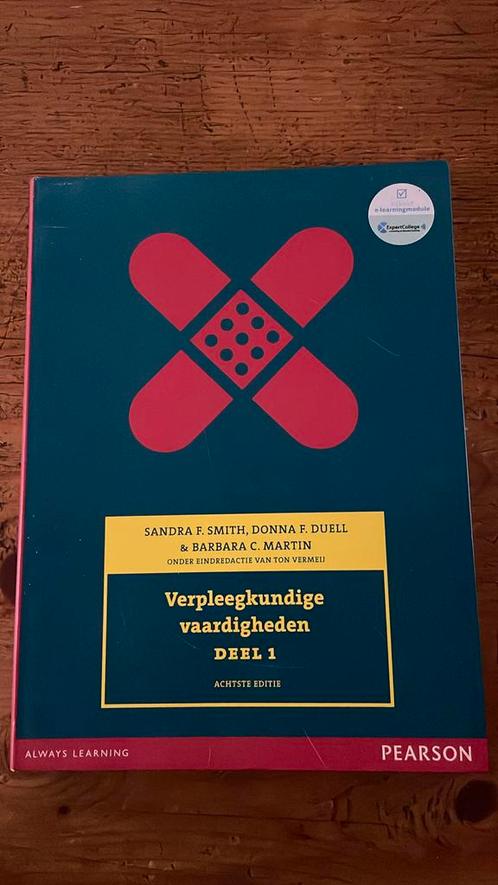 e-learningmodule
ExpertCollege
SANDRA F. SMITH, DONNA F. DUELL
& BARBARA C. MARTIN
ONDER EINDREDACTIE VAN TON VERMEIJ
Verpleegkundige
vaardigheden
DEEL 1
ACHTSTE EDITIE
ALWAYS LEARNING
PEARSON